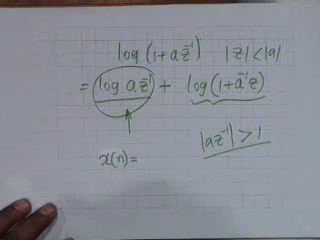 log (1 + az⁻¹) |z| < |a|
= log az⁻¹ + log (1 + a⁻¹z)
|az⁻¹| > 1
x(n) =